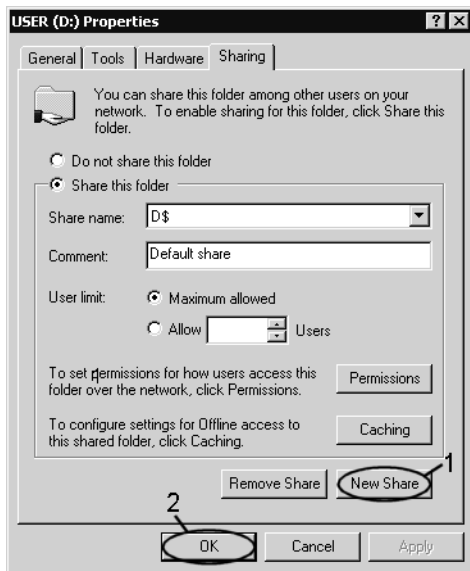 USER (D:) Properties
General
Tools
Hardware
Sharing
You can share this folder among other users on your
network. To enable sharing for this folder, click Share this
folder.
Do not share this folder
Share this folder
Share name: D$
Comment: Default share
User limit: Maximum allowed
Allow Users
To set permissions for how users access this
folder over the network, click Permissions.
Permissions
To configure settings for Offline access to
this shared folder, click Caching.
Caching
1
Remove Share
New Share
2
OK
Cancel
Apply